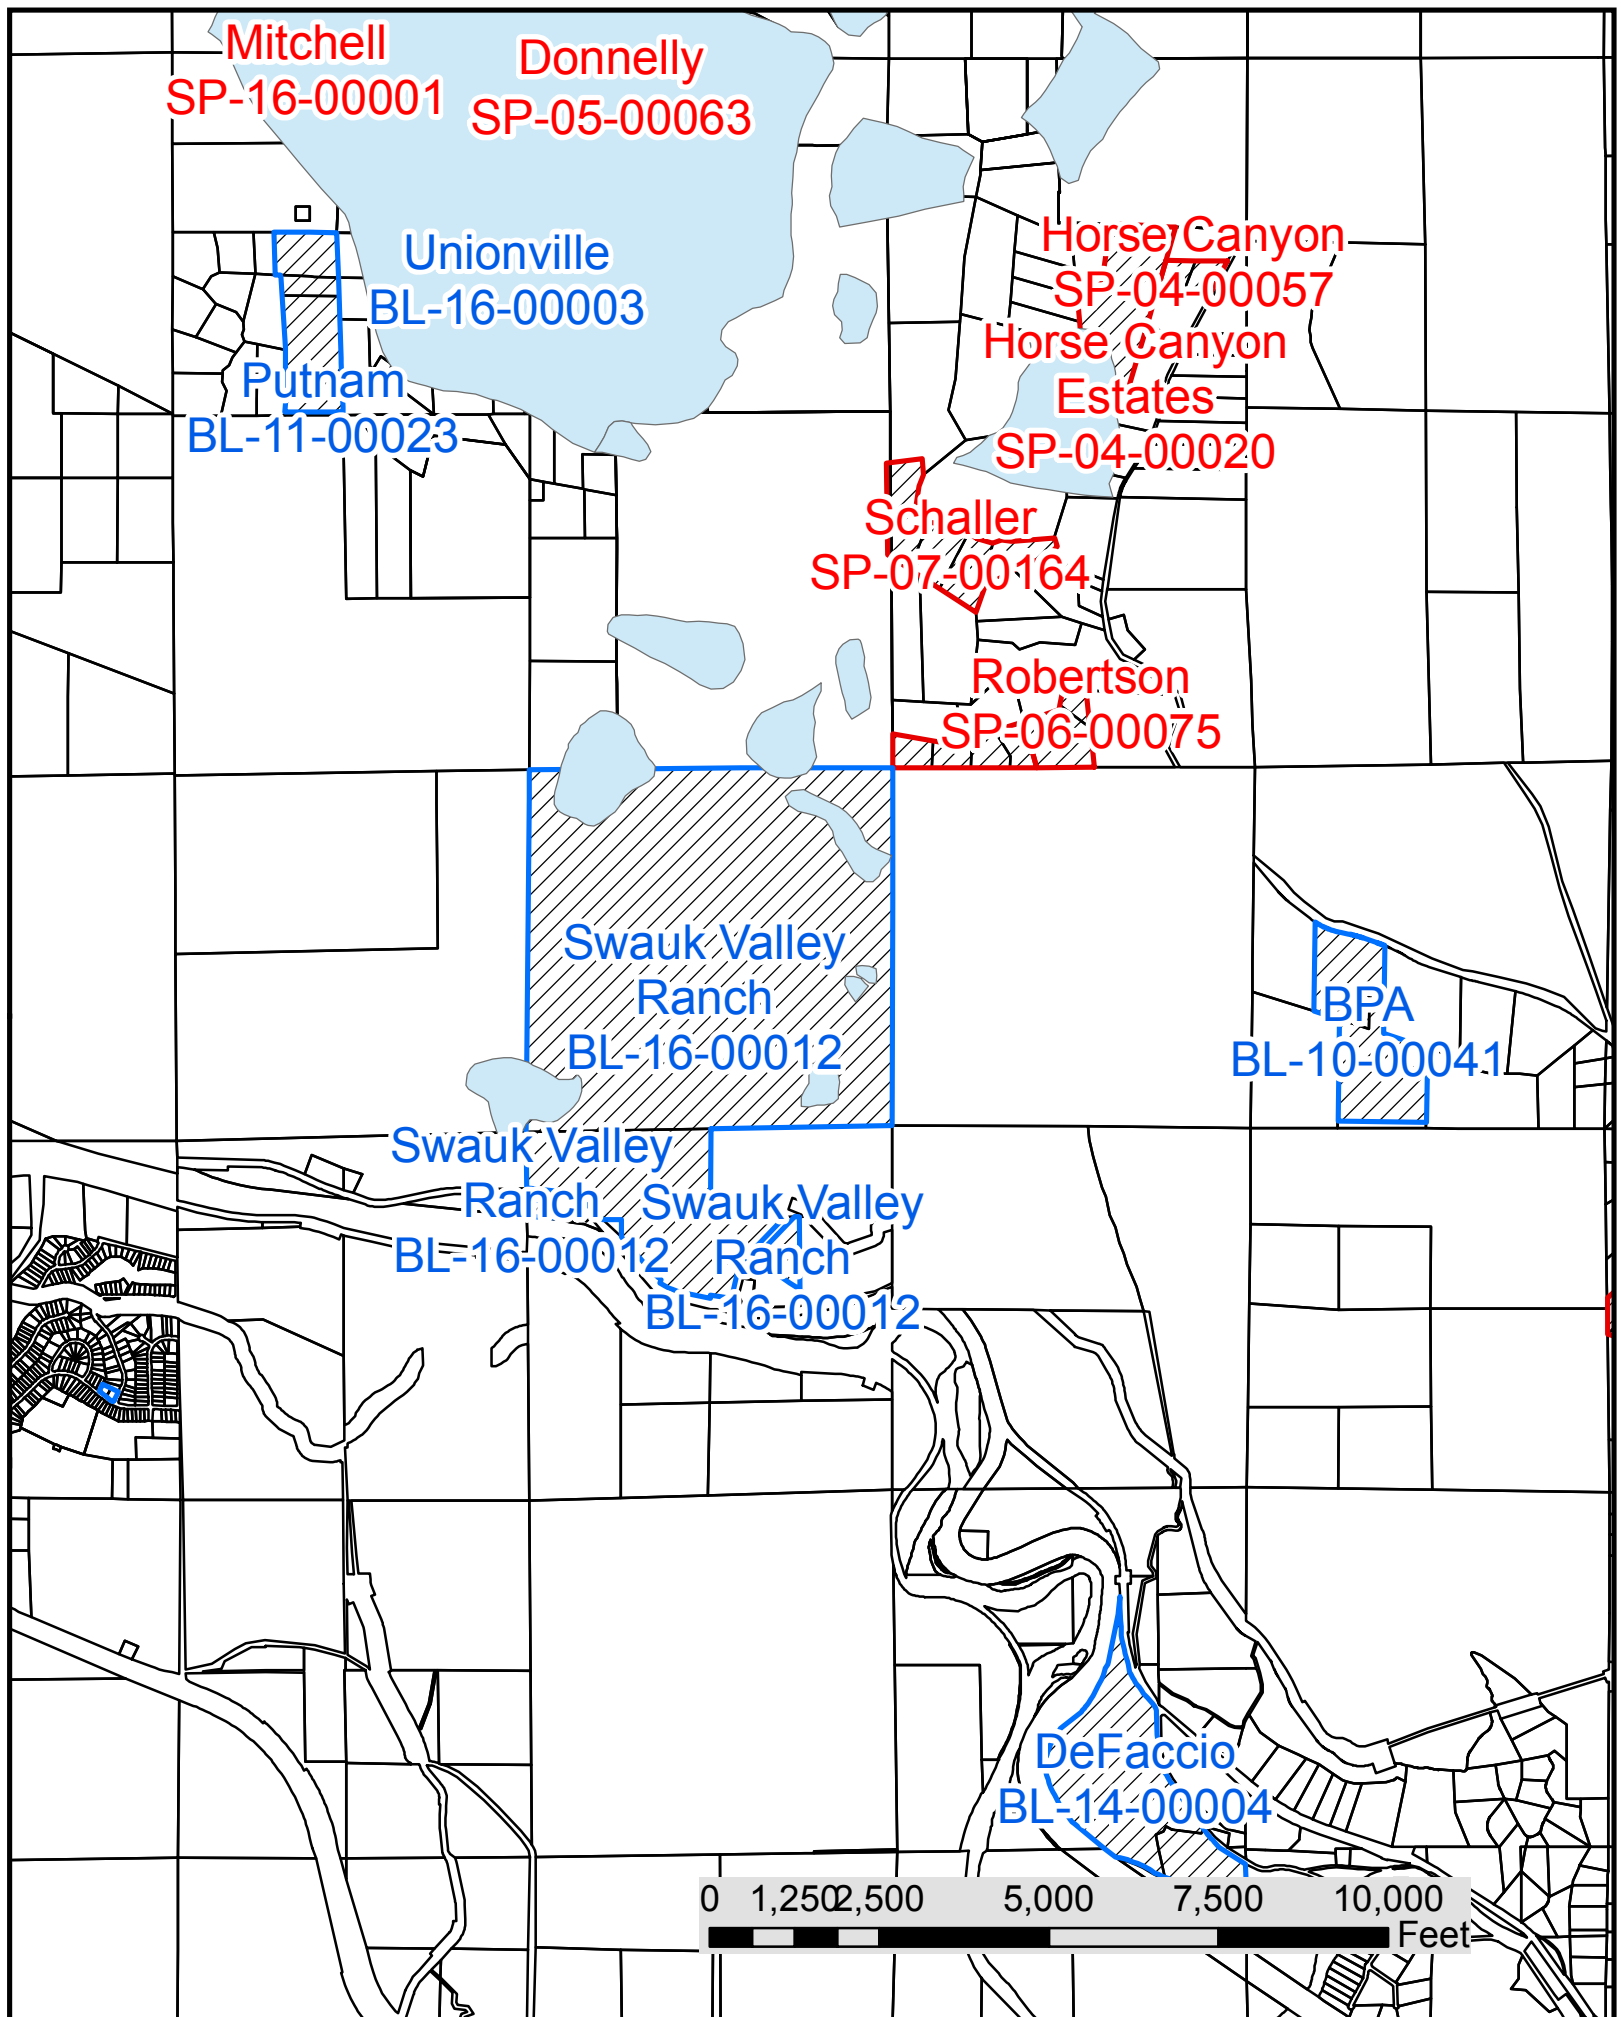 Mitchell
SP-16-00001
Donnelly
SP-05-00063
Unionville
BL-16-00003
Horse Canyon
SP-04-00057
Horse Canyon
Estates
SP-04-00020
Putnam
BL-11-00023
Schaller
SP-07-00164
Robertson
SP-06-00075
Swauk Valley
Ranch
BL-16-00012
BPA
BL-10-00041
Swauk Valley
Ranch
BL-16-00012
Swauk Valley
Ranch
BL-16-00012
DeFaccio
BL-14-00004
0 1,250 2,500 5,000 7,500 10,000
Feet